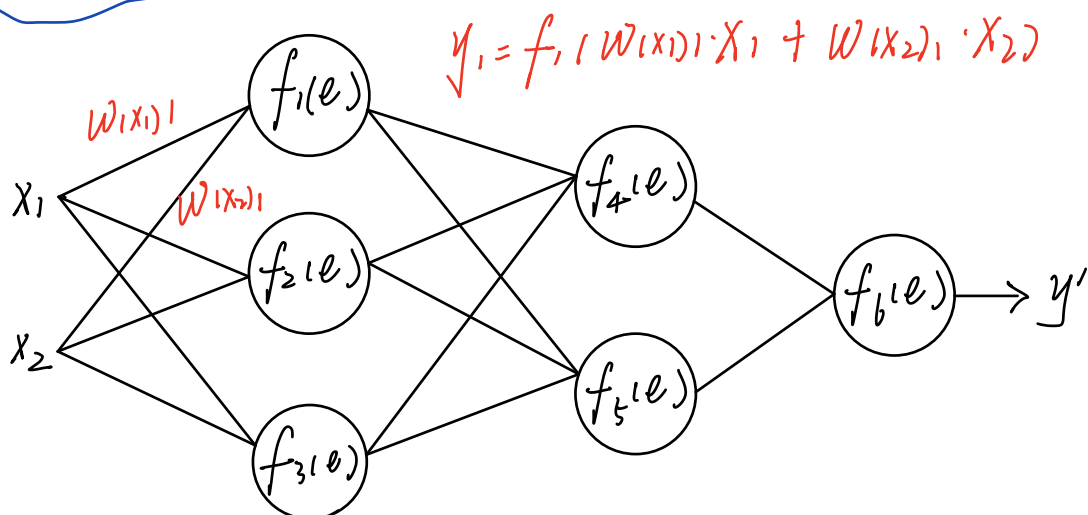 y₁ = f₁(W(x₁)₁·x₁ + W(x₂)₁·x₂)
f₁(e)
W(x₁)1
x₁
W(x₂)₁
f₄(e)
f₂(e)
f₆(e) → y'
x₂
f₅(e)
f₃(e)